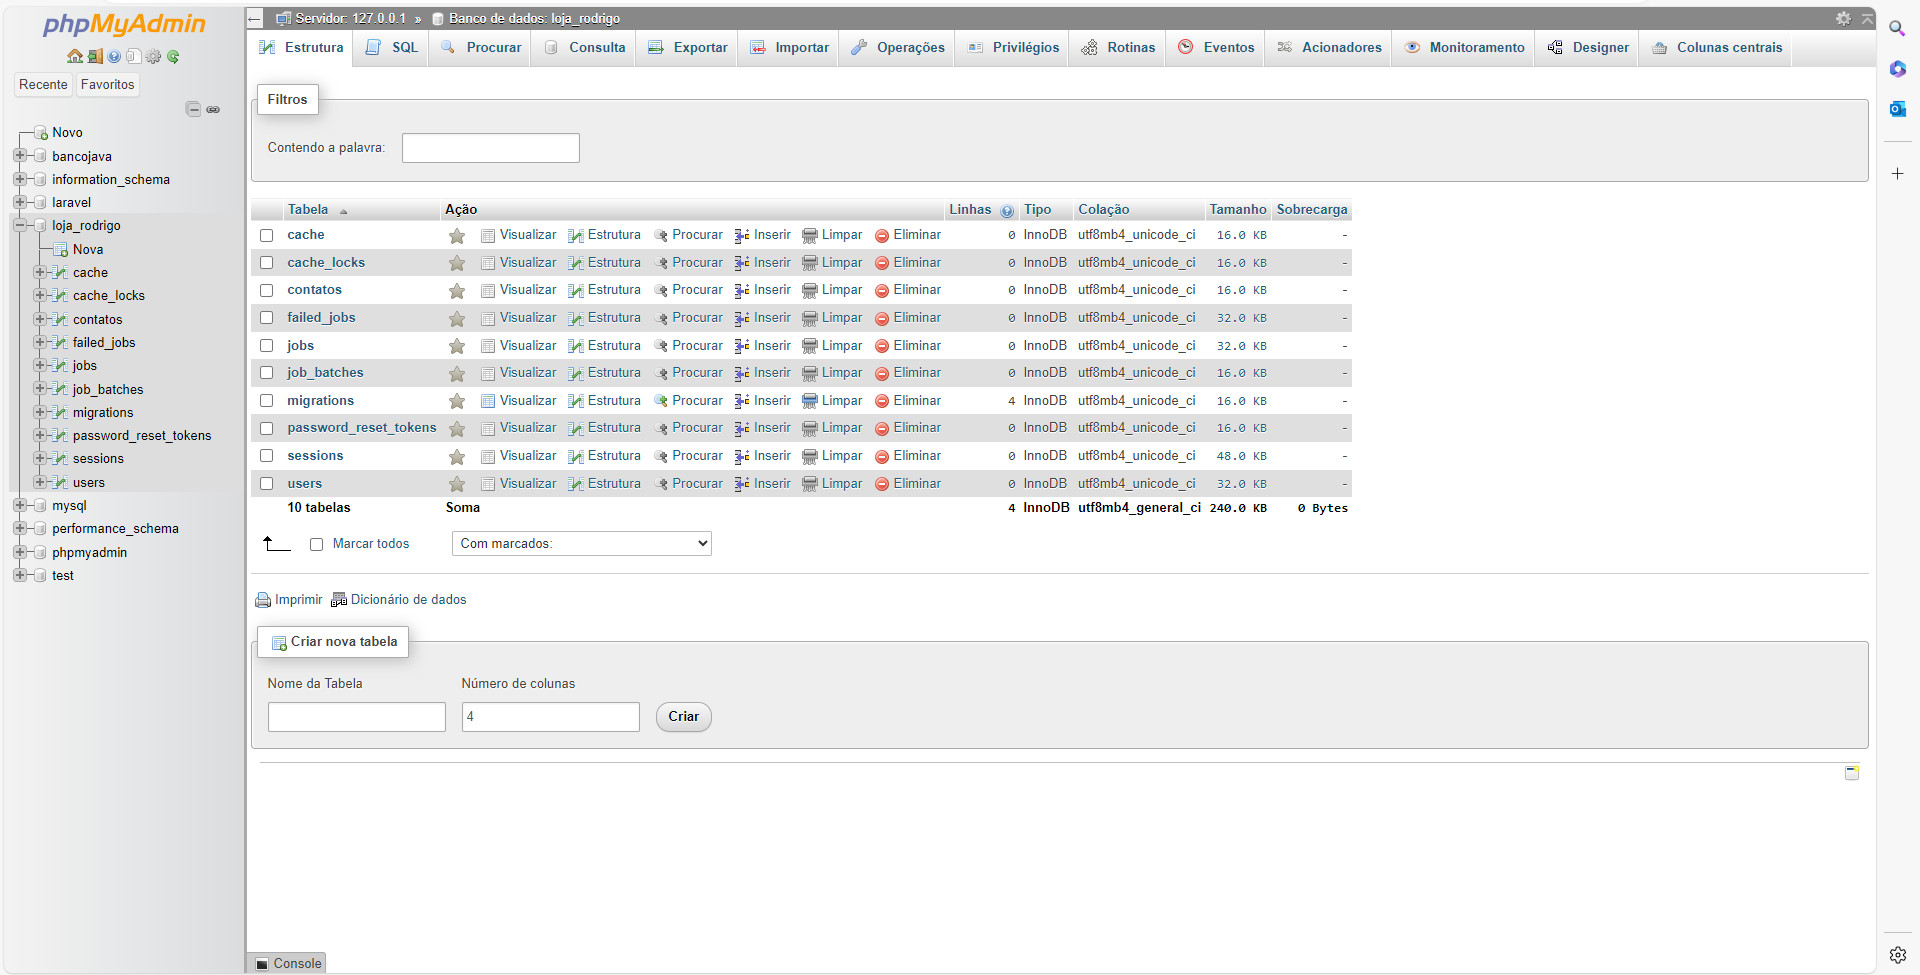 phpMyAdmin
Recente Favoritos
Novo
bancojava
information_schema
laravel
loja_rodrigo
Nova
cache
cache_locks
contatos
failed_jobs
jobs
job_batches
migrations
password_reset_tokens
sessions
users
mysql
performance_schema
phpmyadmin
test
Servidor: 127.0.0.1 » Banco de dados: loja_rodrigo
Estrutura SQL Procurar Consulta Exportar Importar Operações Privilégios Rotinas Eventos Acionadores Monitoramento Designer Colunas centrais
Filtros
Contendo a palavra:
Tabela Ação Linhas Tipo Colação Tamanho Sobrecarga
cache Visualizar Estrutura Procurar Inserir Limpar Eliminar 0 InnoDB utf8mb4_unicode_ci 16.0 KB -
cache_locks Visualizar Estrutura Procurar Inserir Limpar Eliminar 0 InnoDB utf8mb4_unicode_ci 16.0 KB -
contatos Visualizar Estrutura Procurar Inserir Limpar Eliminar 0 InnoDB utf8mb4_unicode_ci 16.0 KB -
failed_jobs Visualizar Estrutura Procurar Inserir Limpar Eliminar 0 InnoDB utf8mb4_unicode_ci 32.0 KB -
jobs Visualizar Estrutura Procurar Inserir Limpar Eliminar 0 InnoDB utf8mb4_unicode_ci 32.0 KB -
job_batches Visualizar Estrutura Procurar Inserir Limpar Eliminar 0 InnoDB utf8mb4_unicode_ci 16.0 KB -
migrations Visualizar Estrutura Procurar Inserir Limpar Eliminar 4 InnoDB utf8mb4_unicode_ci 16.0 KB -
password_reset_tokens Visualizar Estrutura Procurar Inserir Limpar Eliminar 0 InnoDB utf8mb4_unicode_ci 16.0 KB -
sessions Visualizar Estrutura Procurar Inserir Limpar Eliminar 0 InnoDB utf8mb4_unicode_ci 48.0 KB -
users Visualizar Estrutura Procurar Inserir Limpar Eliminar 0 InnoDB utf8mb4_unicode_ci 32.0 KB -
10 tabelas Soma 4 InnoDB utf8mb4_general_ci 240.0 KB 0 Bytes
Marcar todos Com marcados:
Imprimir Dicionário de dados
Criar nova tabela
Nome da Tabela Número de colunas
4 Criar
Console